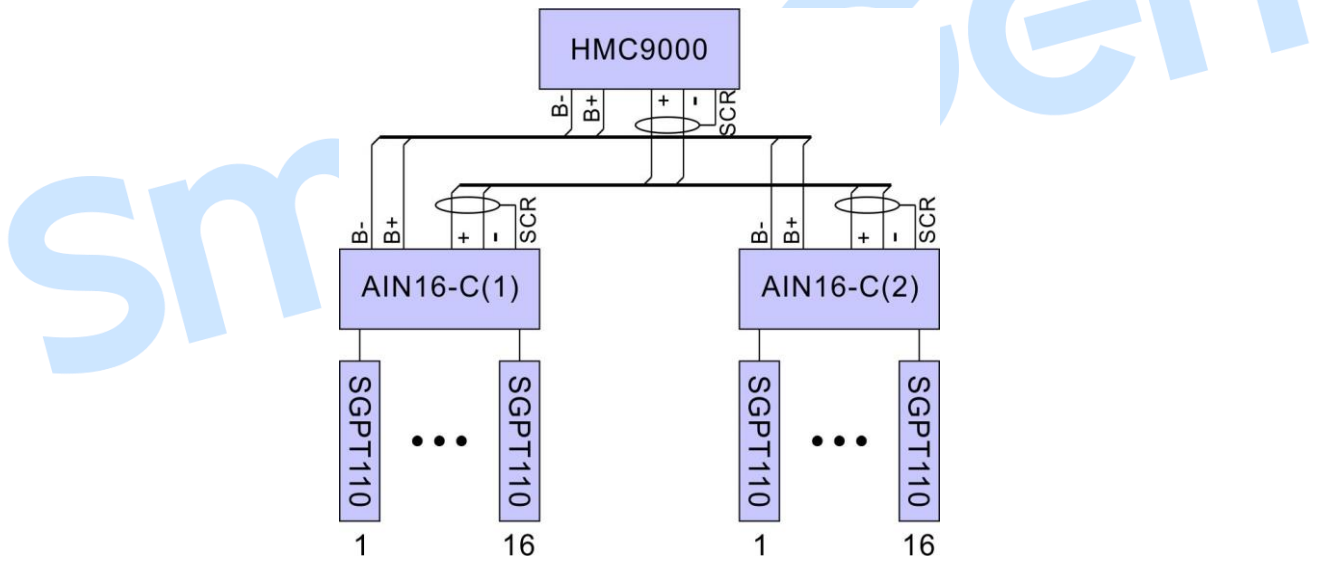 HMC9000
B- B+ + - SCR
B- B+ + - SCR B- B+ + - SCR
AIN16-C(1) AIN16-C(2)
SGPT110 ••• SGPT110 SGPT110 ••• SGPT110
1 16 1 16